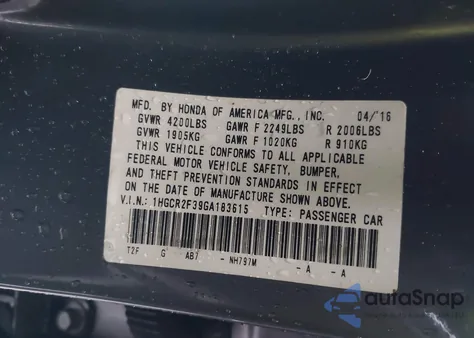 MFD. BY HONDA OF AMERICA MFG., INC. 04/16
GVWR 4200LBS GAWR F 2249LBS R 2006LBS
GVWR 1905KG GAWR F 1020KG R 910KG
THIS VEHICLE CONFORMS TO ALL APPLICABLE
FEDERAL MOTOR VEHICLE SAFETY, BUMPER,
AND THEFT PREVENTION STANDARDS IN EFFECT
ON THE DATE OF MANUFACTURE SHOWN ABOVE.
V.I.N.: 1HGCR2F39GA183615 TYPE: PASSENGER CAR
T2F G AB7 - NH797M - A - A
autoSnap